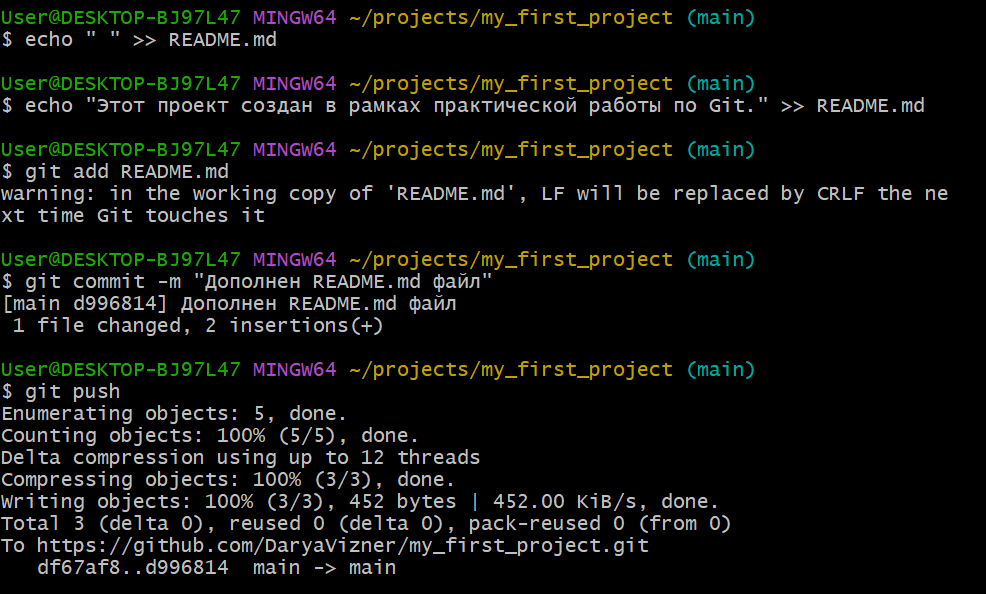 User@DESKTOP-BJ97L47 MINGW64 ~/projects/my_first_project (main)
$ echo " " >> README.md
User@DESKTOP-BJ97L47 MINGW64 ~/projects/my_first_project (main)
$ echo "Этот проект создан в рамках практической работы по Git." >> README.md
User@DESKTOP-BJ97L47 MINGW64 ~/projects/my_first_project (main)
$ git add README.md
warning: in the working copy of 'README.md', LF will be replaced by CRLF the ne
xt time Git touches it
User@DESKTOP-BJ97L47 MINGW64 ~/projects/my_first_project (main)
$ git commit -m "Дополнен README.md файл"
[main d996814] Дополнен README.md файл
 1 file changed, 2 insertions(+)
User@DESKTOP-BJ97L47 MINGW64 ~/projects/my_first_project (main)
$ git push
Enumerating objects: 5, done.
Counting objects: 100% (5/5), done.
Delta compression using up to 12 threads
Compressing objects: 100% (3/3), done.
Writing objects: 100% (3/3), 452 bytes | 452.00 KiB/s, done.
Total 3 (delta 0), reused 0 (delta 0), pack-reused 0 (from 0)
To https://github.com/DaryaVizner/my_first_project.git
   df67af8..d996814  main -> main